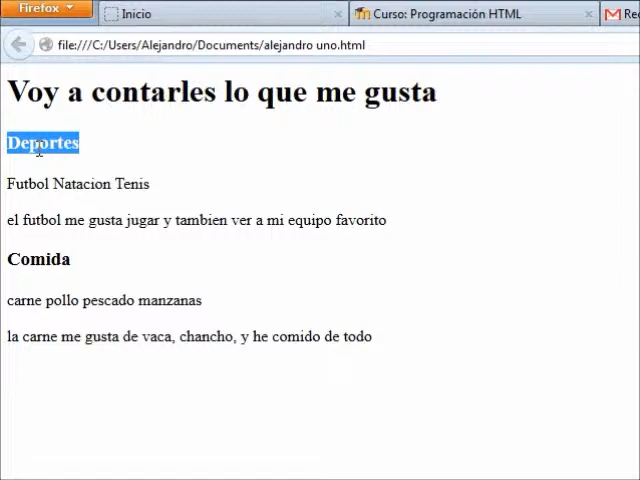 Firefox
Inicio
Curso: Programación HTML
file:///C:/Users/Alejandro/Documents/alejandro uno.html
Voy a contarles lo que me gusta
Deportes
Futbol Natacion Tenis
el futbol me gusta jugar y tambien ver a mi equipo favorito
Comida
carne pollo pescado manzanas
la carne me gusta de vaca, chancho, y he comido de todo